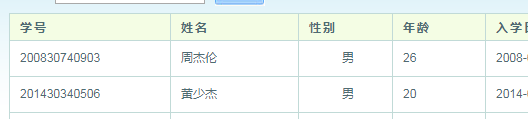 学号 姓名 性别 年龄
200830740903 周杰伦 男 26 2008-
201430340506 黄少杰 男 20 2014-